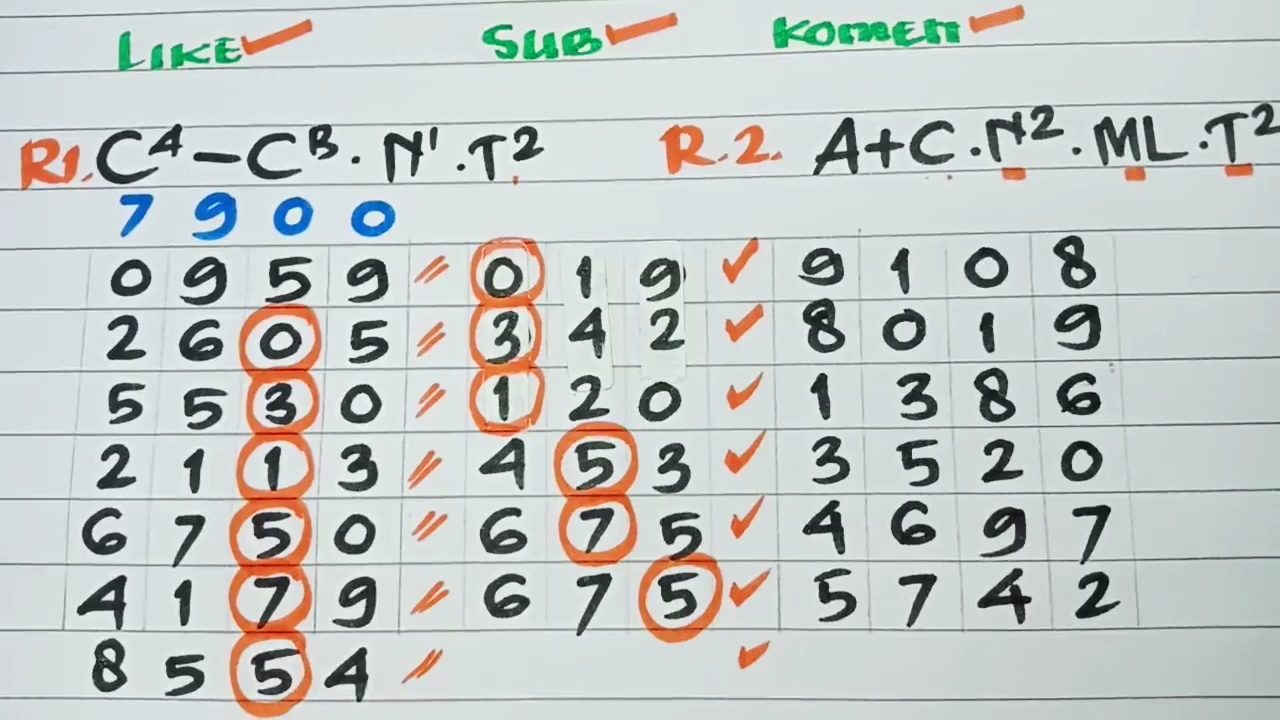 LIKE SUB KOMEN
R1. C⁴ - Cᴮ. N¹. T² R.2. A+C. N². ML. T²
7 9 0 0
0 9 5 9 〃 0 1 9 ✓ 9 1 0 8
2 6 0 5 〃 3 4 2 ✓ 8 0 1 9
5 5 3 0 〃 1 2 0 ✓ 1 3 8 6
2 1 1 3 〃 4 5 3 ✓ 3 5 2 0
6 7 5 0 〃 6 7 5 ✓ 4 6 9 7
4 1 7 9 〃 6 7 5 ✓ 5 7 4 2
8 5 5 4 〃 ✓